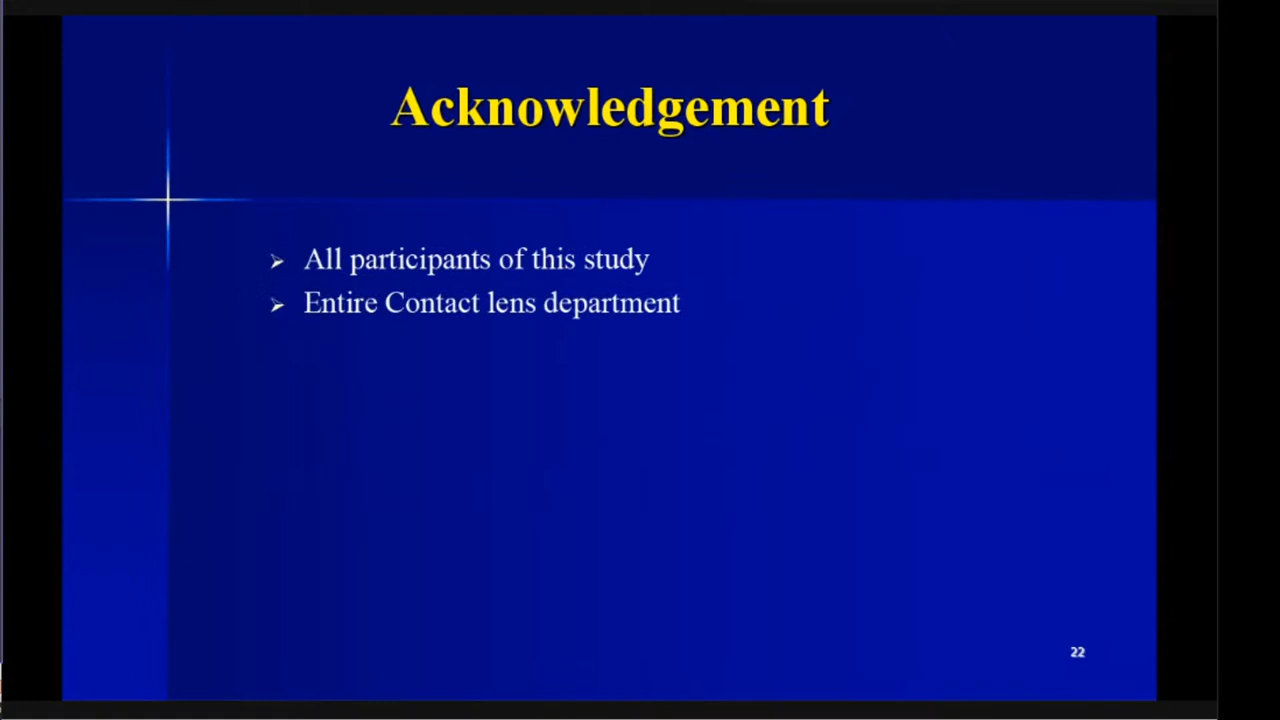 Acknowledgement
➢ All participants of this study
➢ Entire Contact lens department
22